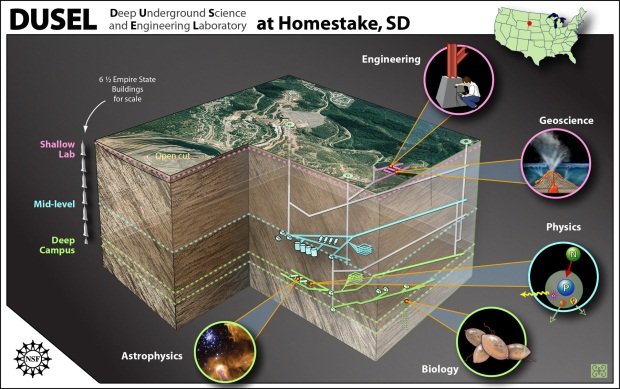 DUSEL Deep Underground Science
and Engineering Laboratory at Homestake, SD
6 ½ Empire State
Buildings
for scale
Engineering
Geoscience
Open cut
Shallow
Lab
Mid-level
Physics
Deep
Campus
N
P
Astrophysics
Biology
NSF